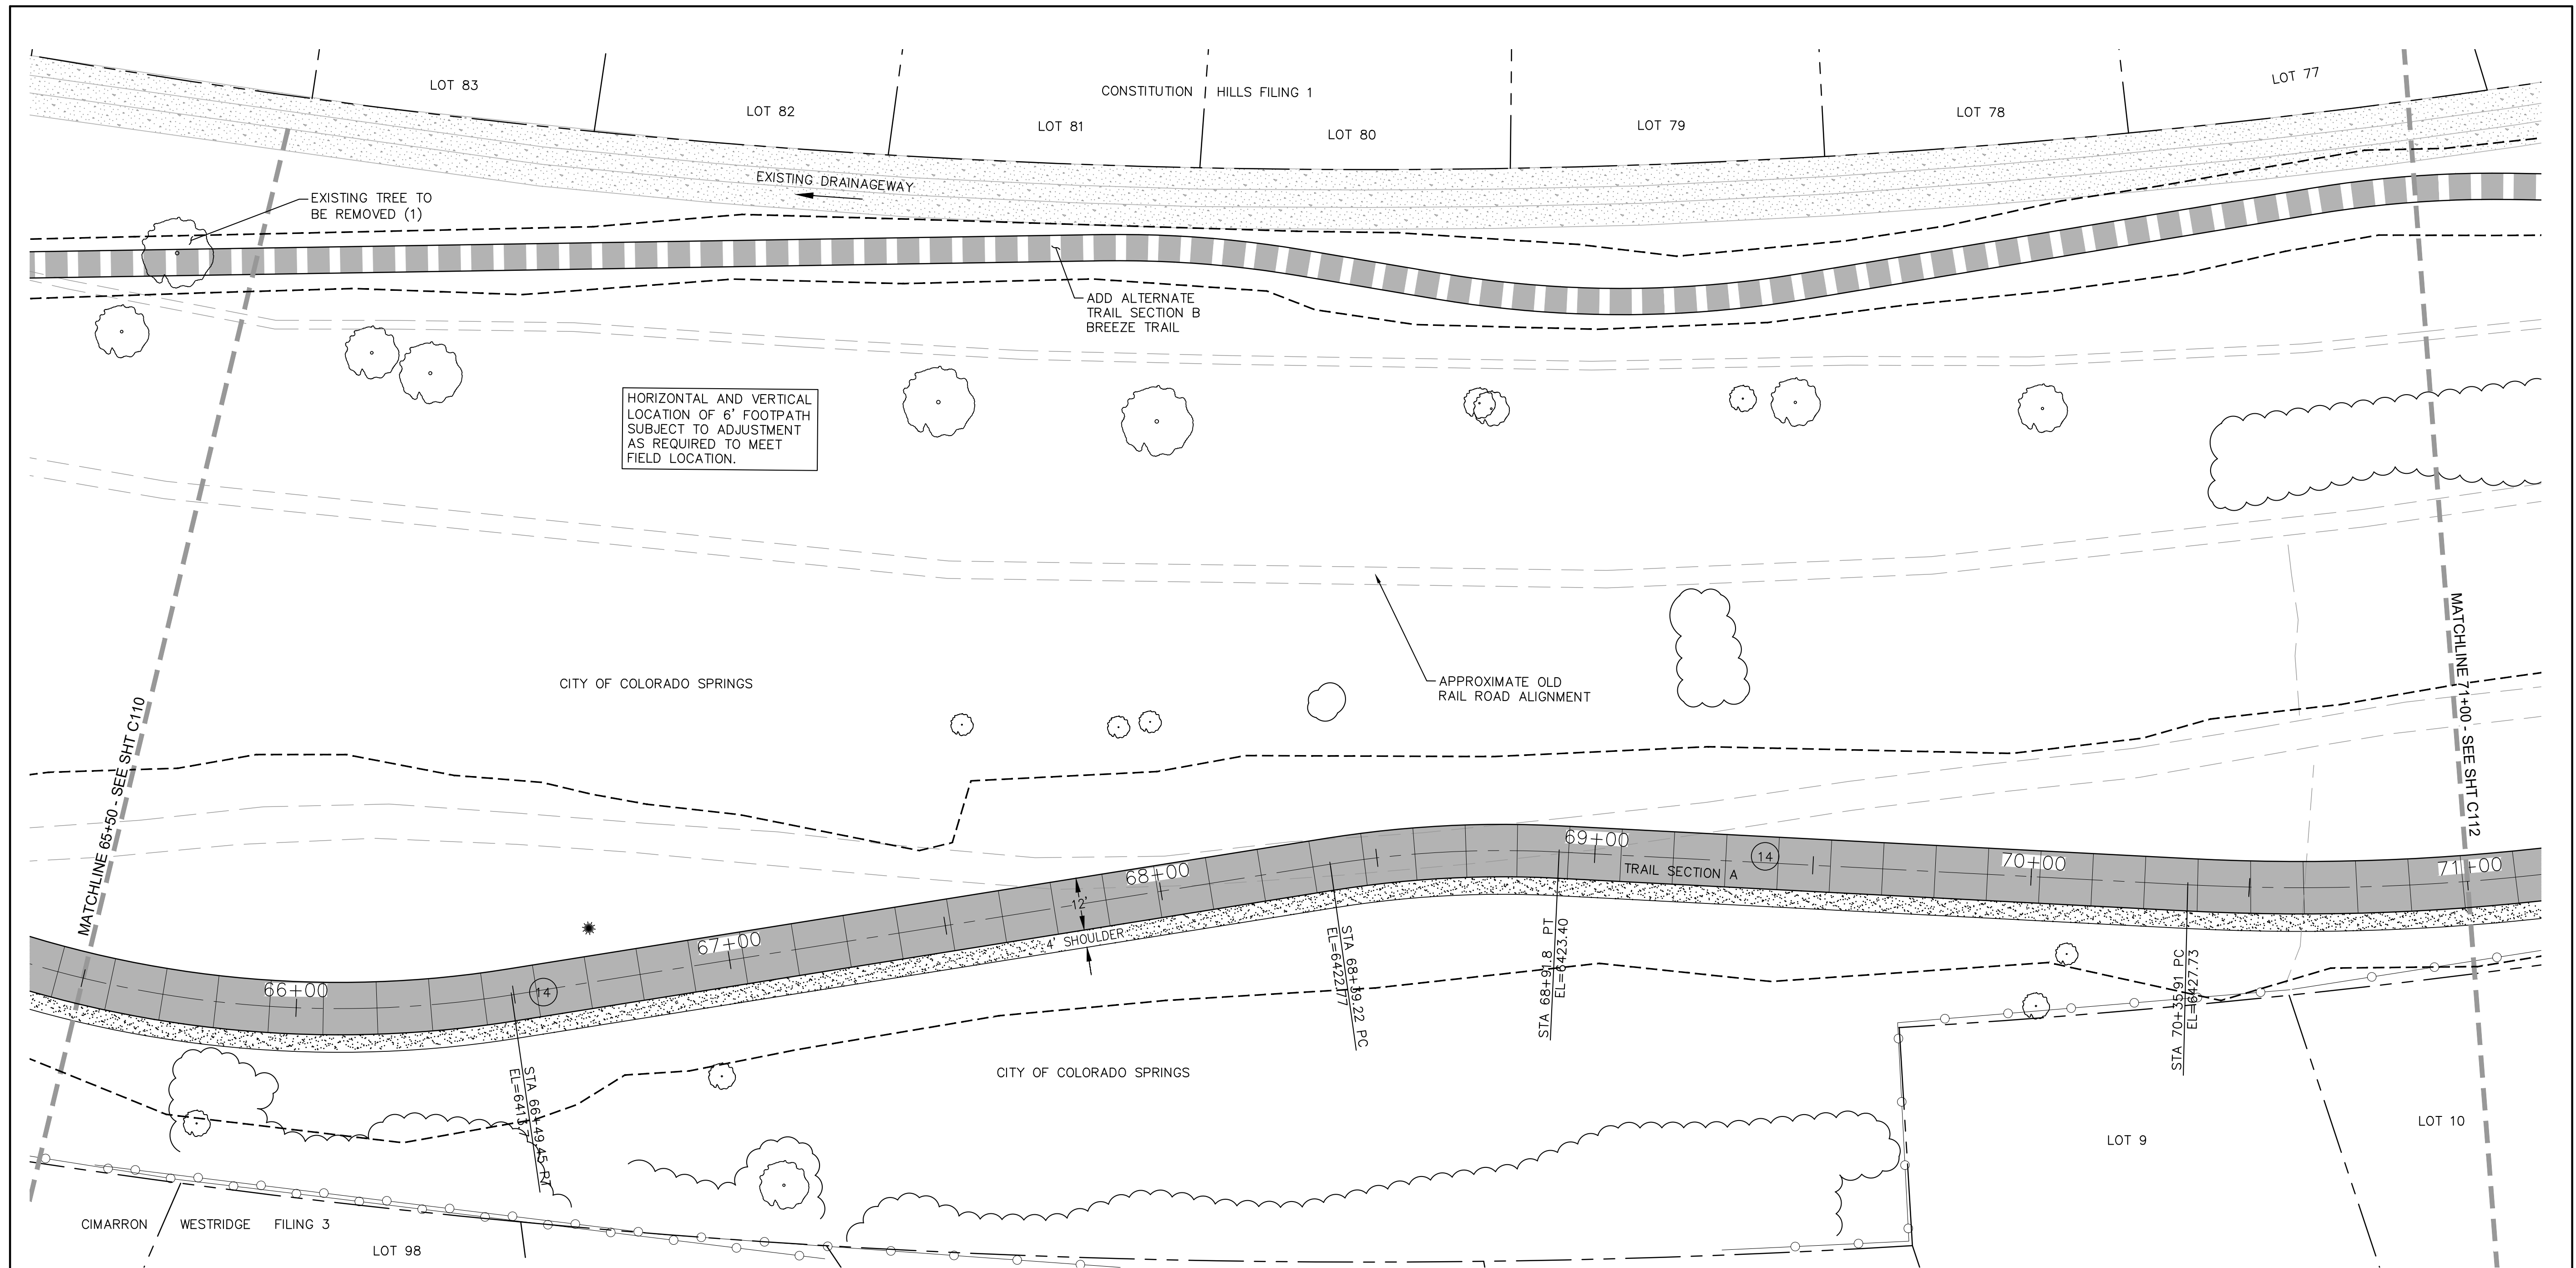 LOT 83
LOT 82
CONSTITUTION HILLS FILING 1
LOT 81
LOT 80
LOT 79
LOT 78
LOT 77
EXISTING DRAINAGEWAY
EXISTING TREE TO
BE REMOVED (1)
ADD ALTERNATE
TRAIL SECTION B
BREEZE TRAIL
HORIZONTAL AND VERTICAL
LOCATION OF 6' FOOTPATH
SUBJECT TO ADJUSTMENT
AS REQUIRED TO MEET
FIELD LOCATION.
CITY OF COLORADO SPRINGS
APPROXIMATE OLD
RAIL ROAD ALIGNMENT
MATCHLINE 65+50 - SEE SHT C110
MATCHLINE 71+00 - SEE SHT C112
66+00
14
67+00
12'
4' SHOULDER
68+00
69+00
TRAIL SECTION A
14
70+00
71+00
STA 66+49.45 PT
STA 68+39.22 PC
EL=6422.77
STA 68+91.8 PT
EL=6423.40
STA 70+35.91 PC
EL=6427.73
CITY OF COLORADO SPRINGS
LOT 9
LOT 10
CIMARRON WESTRIDGE FILING 3
LOT 98